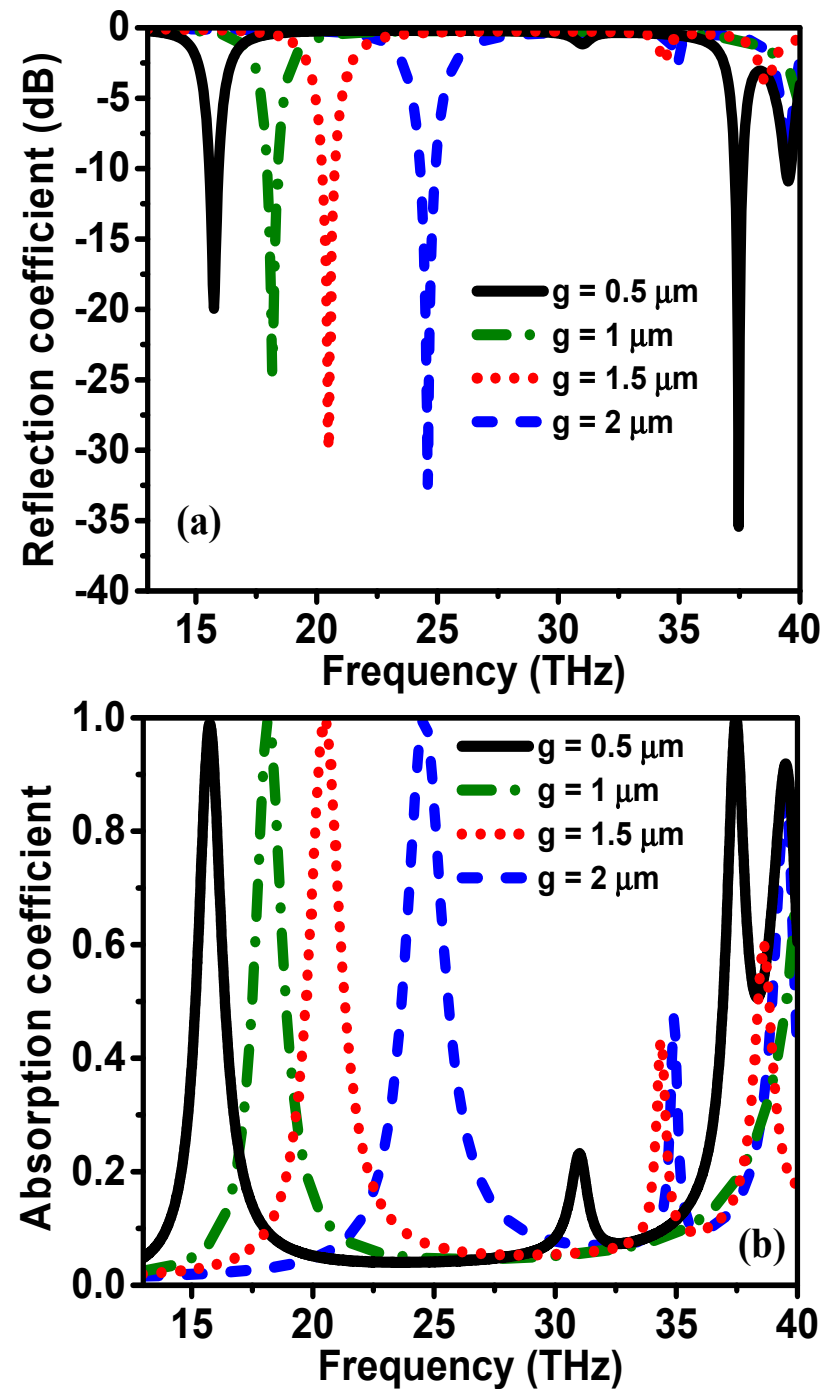 Reflection coefficient (dB)
0
-5
-10
-15
-20
-25
-30
-35
-40
g = 0.5 μm
g = 1 μm
g = 1.5 μm
g = 2 μm
(a)
15 20 25 30 35 40
Frequency (THz)
Absorption coefficient
1.0
0.8
0.6
0.4
0.2
0.0
g = 0.5 μm
g = 1 μm
g = 1.5 μm
g = 2 μm
(b)
15 20 25 30 35 40
Frequency (THz)